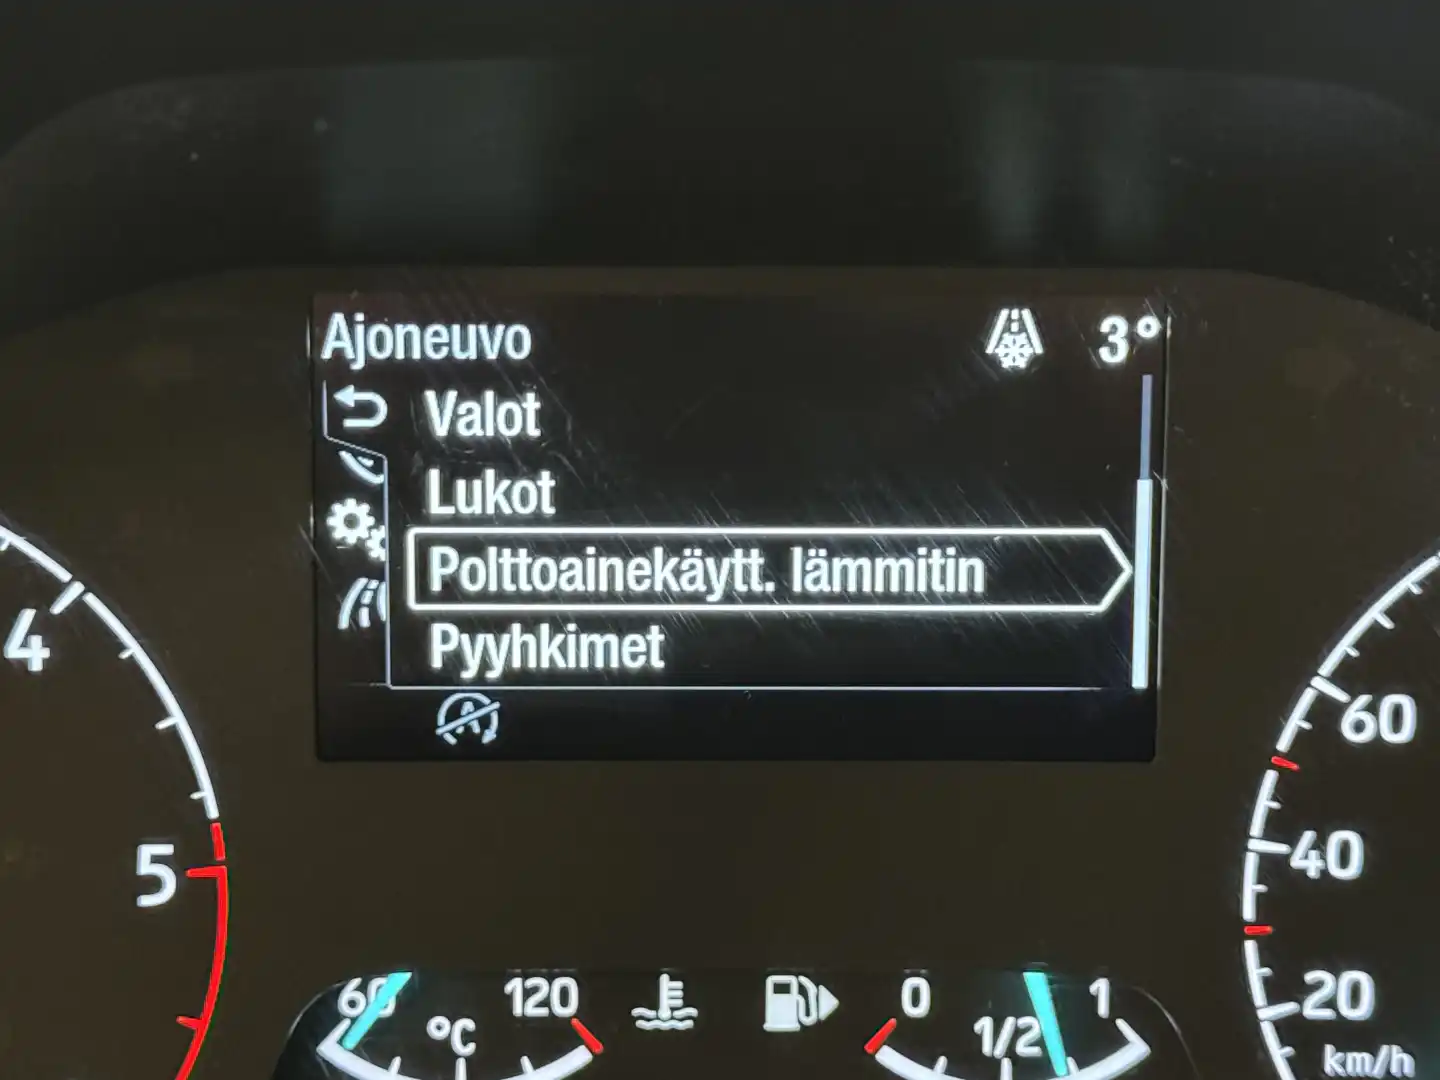 Ajoneuvo 3°
Valot
Lukot
Polttoainekäytt. lämmitin
Pyyhkimet
A
4
5
60
40
20
km/h
60 120
°C
0 1/2 1